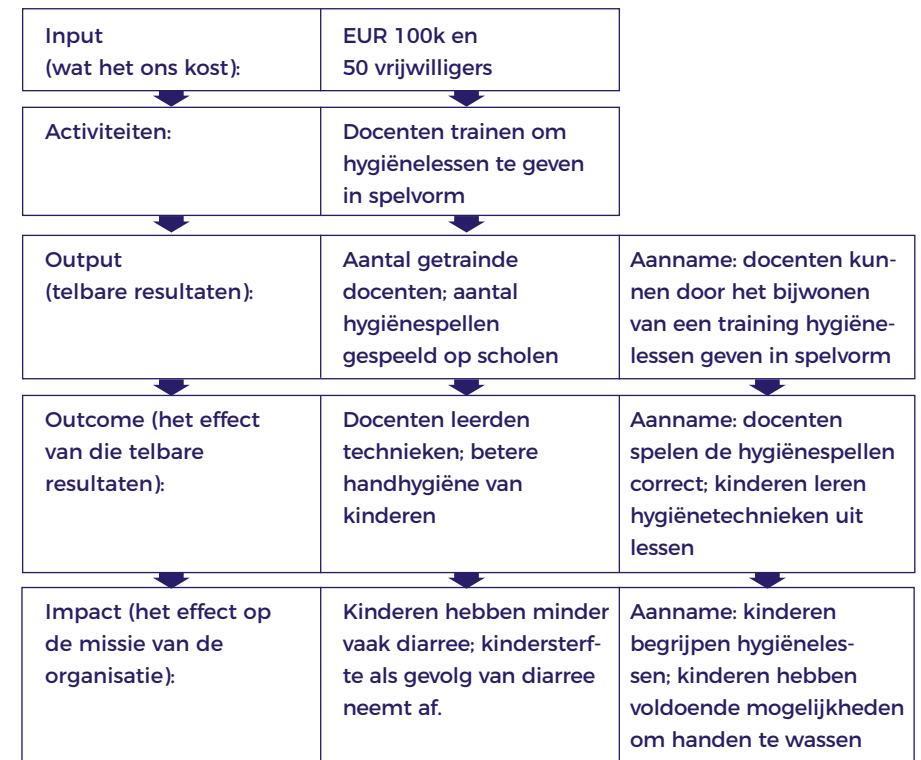 Input
(wat het ons kost):
EUR 100k en
50 vrijwilligers
Activiteiten:
Docenten trainen om
hygiënelessen te geven
in spelvorm
Output
(telbare resultaten):
Aantal getrainde
docenten; aantal
hygiënespellen
gespeeld op scholen
Aanname: docenten kun-
nen door het bijwonen
van een training hygiëne-
lessen geven in spelvorm
Outcome (het effect
van die telbare
resultaten):
Docenten leerden
technieken; betere
handhygiëne van
kinderen
Aanname: docenten
spelen de hygiënespellen
correct; kinderen leren
hygiënetechnieken uit
lessen
Impact (het effect op
de missie van de
organisatie):
Kinderen hebben minder
vaak diarree; kindersterf-
te als gevolg van diarree
neemt af.
Aanname: kinderen
begrijpen hygiëneles-
sen; kinderen hebben
voldoende mogelijkheden
om handen te wassen